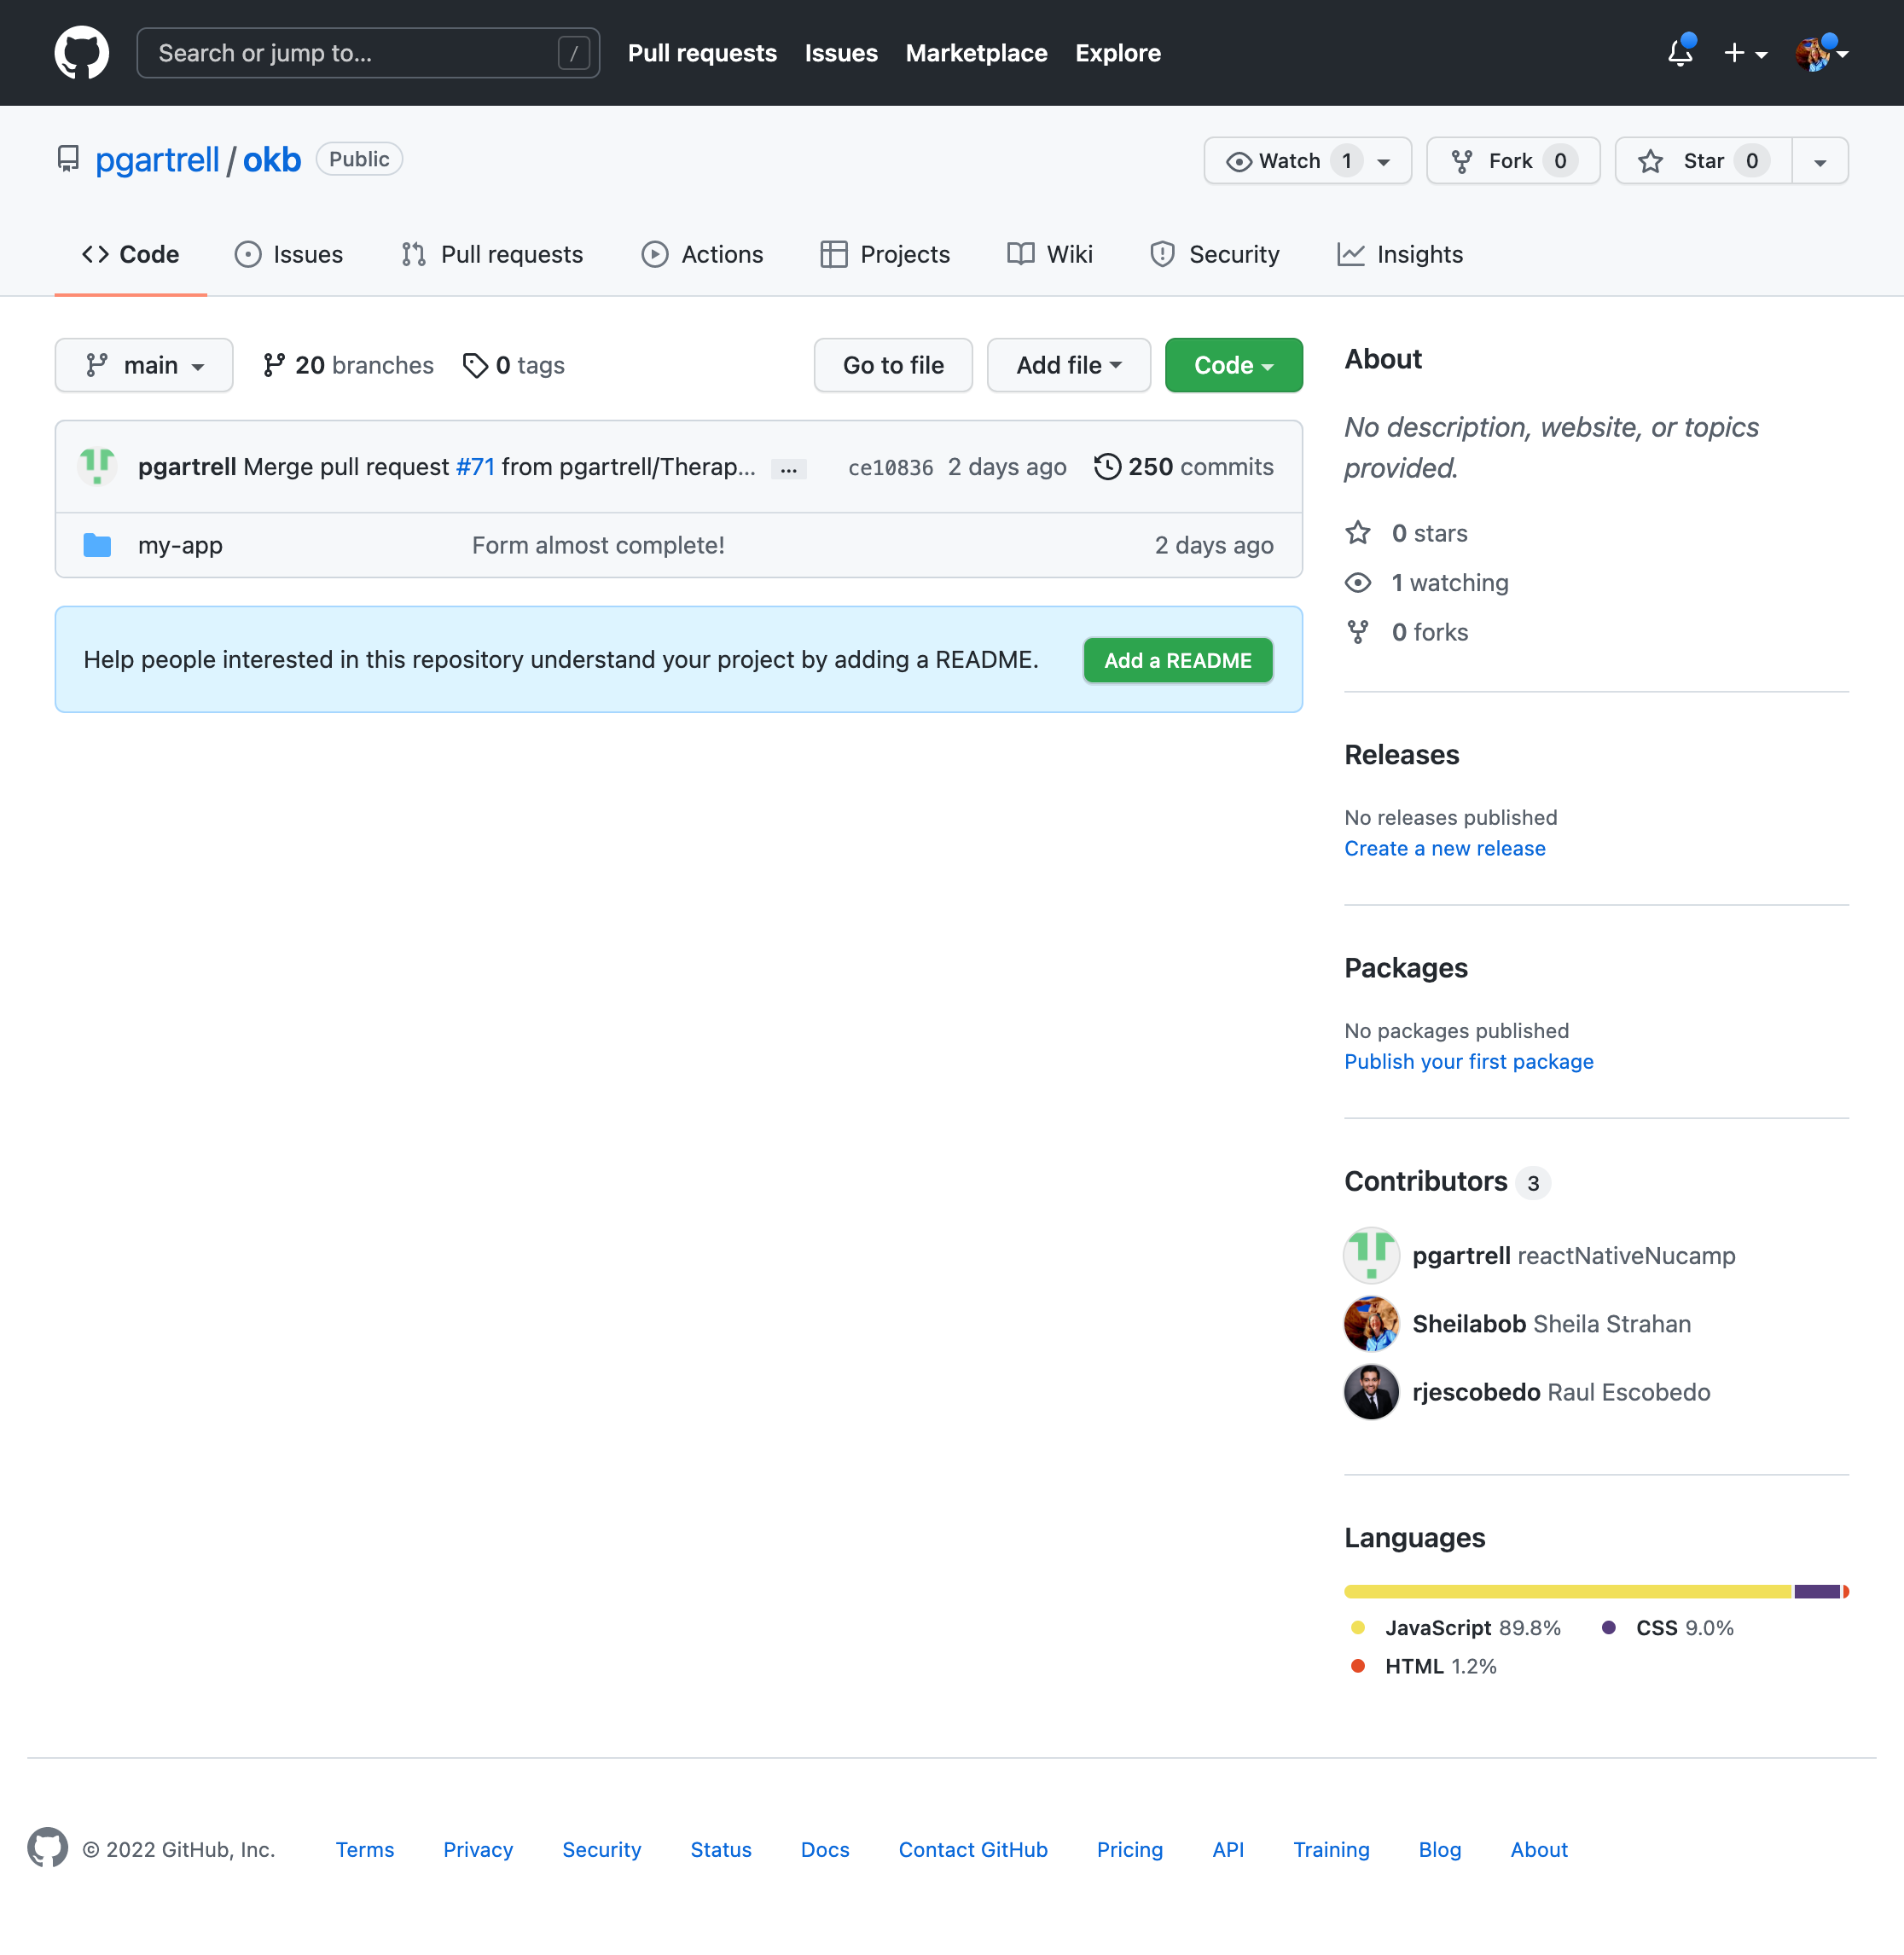 Search or jump to... /
Pull requests Issues Marketplace Explore
pgartrell / okb Public
Watch 1 Fork 0 Star 0
Code Issues Pull requests Actions Projects Wiki Security Insights
main 20 branches 0 tags Go to file Add file Code
pgartrell Merge pull request #71 from pgartrell/Therap... ... ce10836 2 days ago 250 commits
my-app Form almost complete! 2 days ago
Help people interested in this repository understand your project by adding a README. Add a README
About
No description, website, or topics
provided.
0 stars
1 watching
0 forks
Releases
No releases published
Create a new release
Packages
No packages published
Publish your first package
Contributors 3
pgartrell reactNativeNucamp
Sheilabob Sheila Strahan
rjescobedo Raul Escobedo
Languages
JavaScript 89.8% CSS 9.0%
HTML 1.2%
© 2022 GitHub, Inc. Terms Privacy Security Status Docs Contact GitHub Pricing API Training Blog About